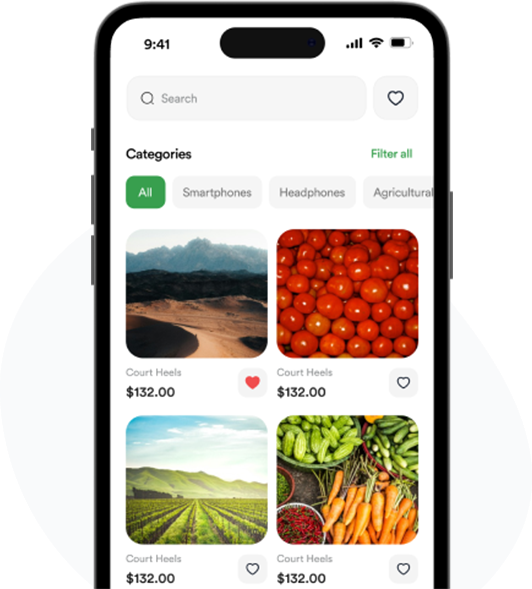 9:41
Search
Categories
Filter all
All Smartphones Headphones Agricultural
Court Heels
$132.00
Court Heels
$132.00
Court Heels
$132.00
Court Heels
$132.00